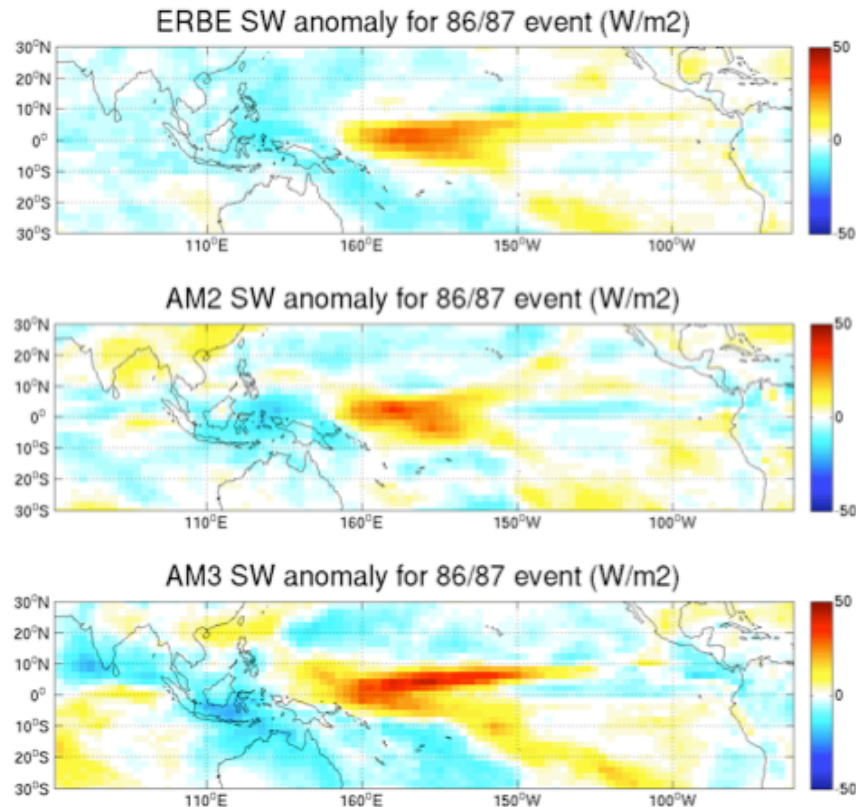 ERBE SW anomaly for 86/87 event (W/m2)
30°N
20°N
10°N
0°
10°S
20°S
30°S
110°E
160°E
150°W
100°W
50
0
-50
AM2 SW anomaly for 86/87 event (W/m2)
30°N
20°N
10°N
0°
10°S
20°S
30°S
110°E
160°E
150°W
100°W
50
0
-50
AM3 SW anomaly for 86/87 event (W/m2)
30°N
20°N
10°N
0°
10°S
20°S
30°S
110°E
160°E
150°W
100°W
50
0
-50